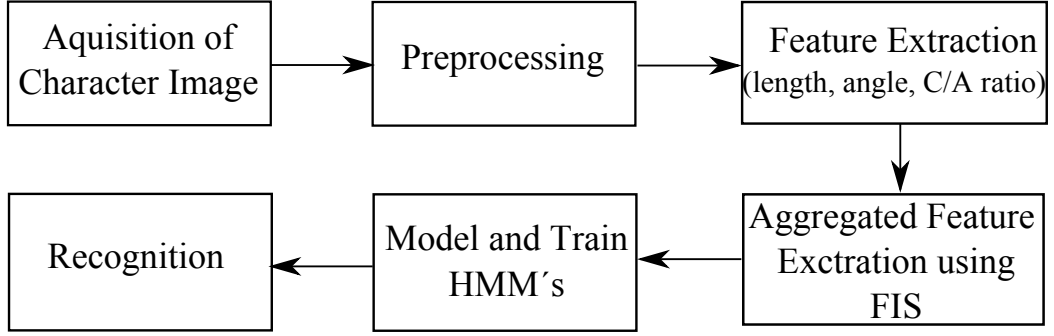 Aquisition of
Character Image
Preprocessing
Feature Extraction
(length, angle, C/A ratio)
Aggregated Feature
Exctration using
FIS
Model and Train
HMM´s
Recognition